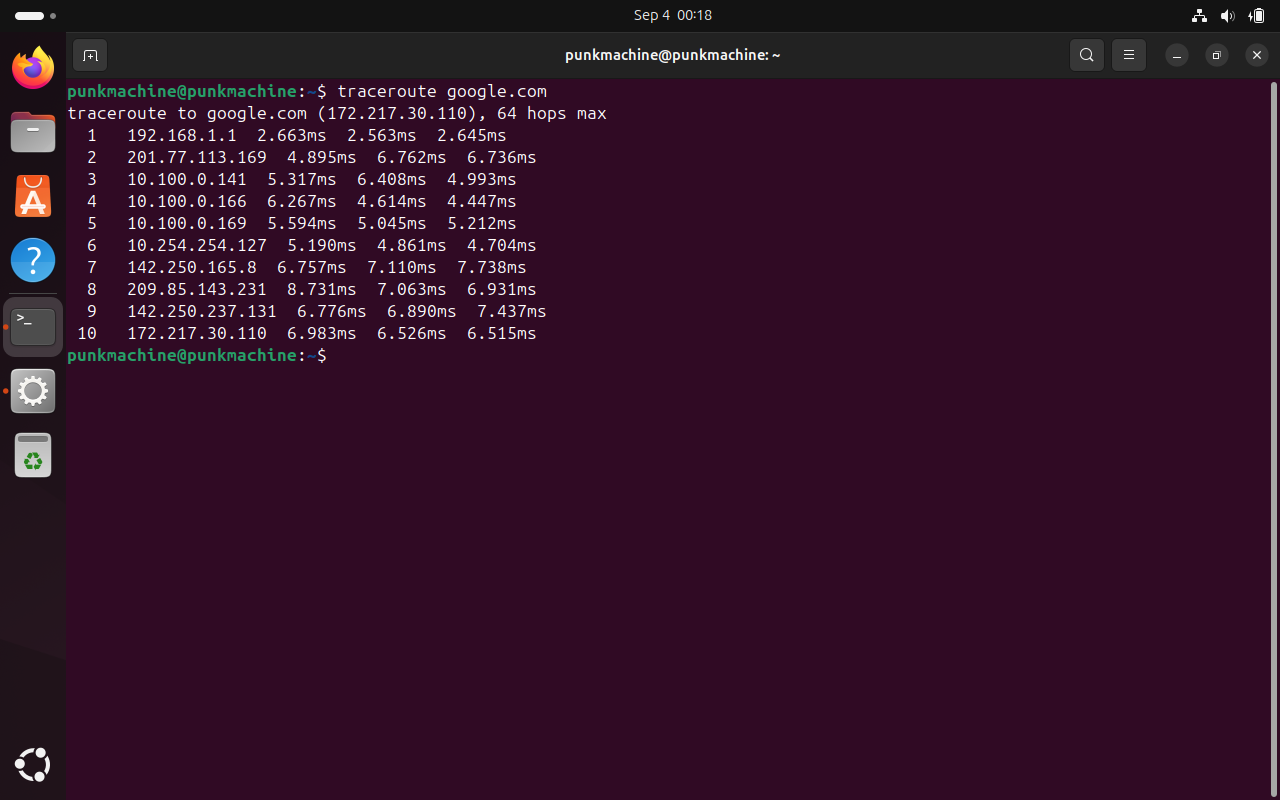 Sep 4 00:18
punkmachine@punkmachine: ~
punkmachine@punkmachine:~$ traceroute google.com
traceroute to google.com (172.217.30.110), 64 hops max
  1   192.168.1.1  2.663ms  2.563ms  2.645ms
  2   201.77.113.169  4.895ms  6.762ms  6.736ms
  3   10.100.0.141  5.317ms  6.408ms  4.993ms
  4   10.100.0.166  6.267ms  4.614ms  4.447ms
  5   10.100.0.169  5.594ms  5.045ms  5.212ms
  6   10.254.254.127  5.190ms  4.861ms  4.704ms
  7   142.250.165.8  6.757ms  7.110ms  7.738ms
  8   209.85.143.231  8.731ms  7.063ms  6.931ms
  9   142.250.237.131  6.776ms  6.890ms  7.437ms
 10   172.217.30.110  6.983ms  6.526ms  6.515ms
punkmachine@punkmachine:~$